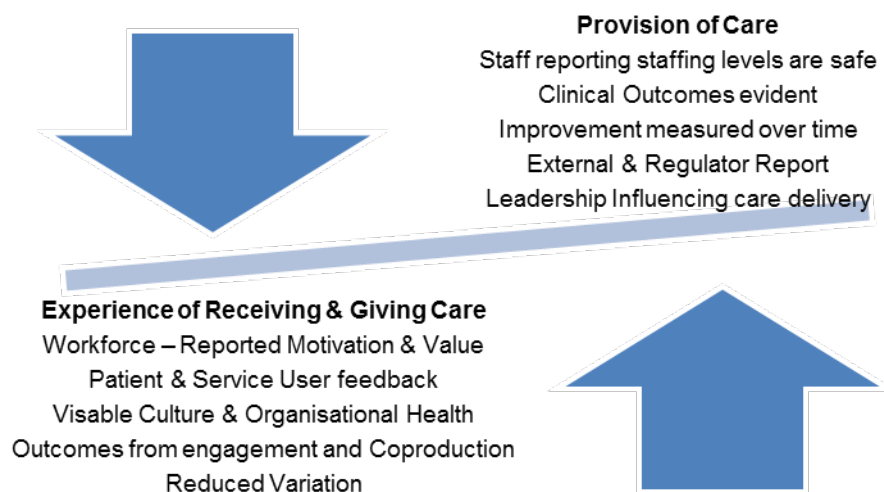 Provision of Care
Staff reporting staffing levels are safe
Clinical Outcomes evident
Improvement measured over time
External & Regulator Report
Leadership Influencing care delivery
Experience of Receiving & Giving Care
Workforce – Reported Motivation & Value
Patient & Service User feedback
Visable Culture & Organisational Health
Outcomes from engagement and Coproduction
Reduced Variation